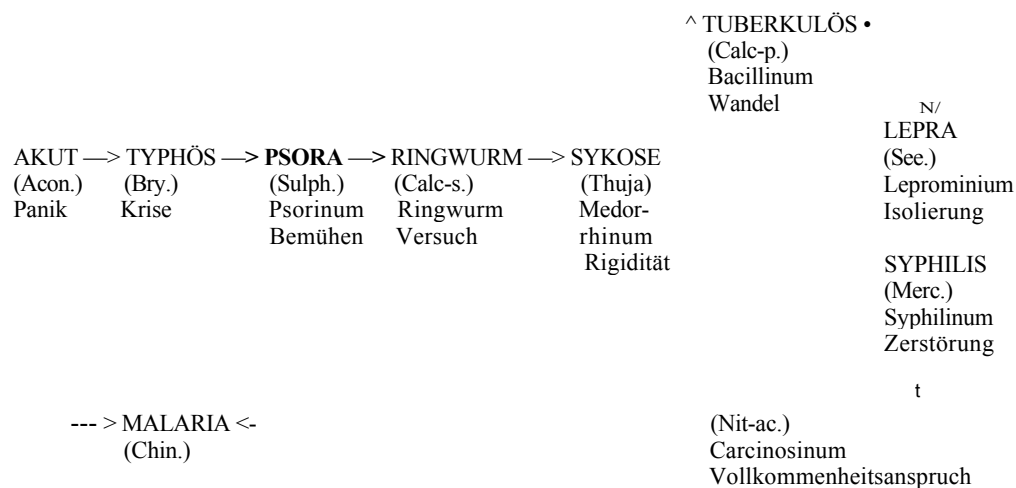 ^ TUBERKULÖS •
(Calc-p.)
Bacillinum
Wandel
N/
LEPRA
AKUT —> TYPHÖS —> PSORA —> RINGWURM —> SYKOSE (See.)
(Acon.) (Bry.) (Sulph.) (Calc-s.) (Thuja) Leprominium
Panik Krise Psorinum Ringwurm Medor- Isolierung
Bemühen Versuch rhinum
Rigidität SYPHILIS
(Merc.)
Syphilinum
Zerstörung
t
--- > MALARIA <- (Nit-ac.)
(Chin.) Carcinosinum
Vollkommenheitsanspruch